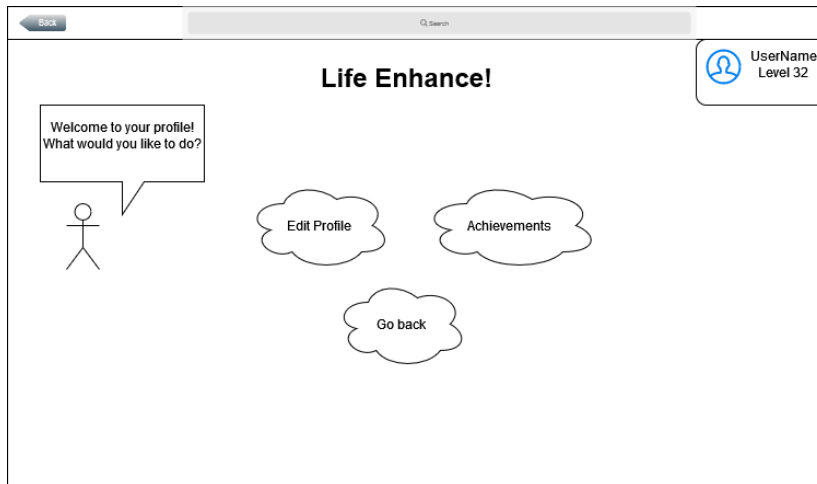 Back
Search
UserName
Level 32
Life Enhance!
Welcome to your profile!
What would you like to do?
Edit Profile
Achievements
Go back